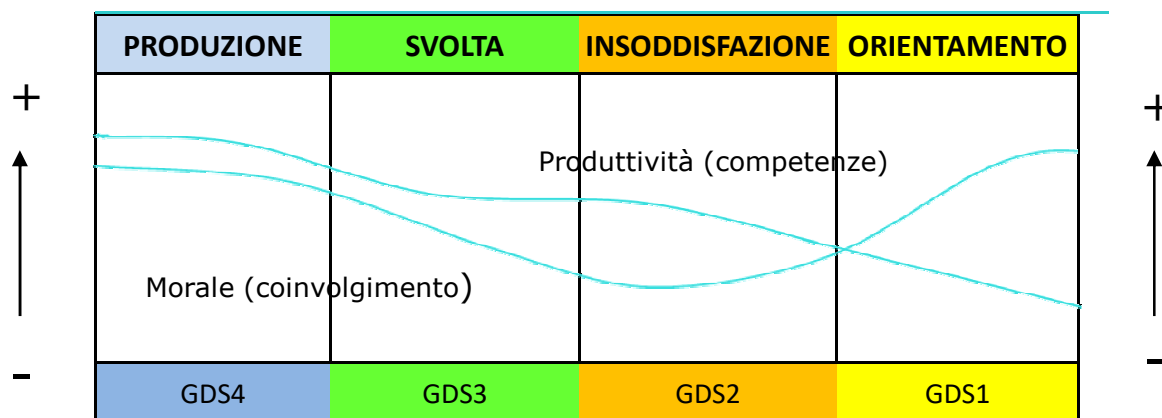 PRODUZIONE SVOLTA INSODDISFAZIONE ORIENTAMENTO
+ +
Produttività (competenze)
Morale (coinvolgimento)
- -
GDS4 GDS3 GDS2 GDS1